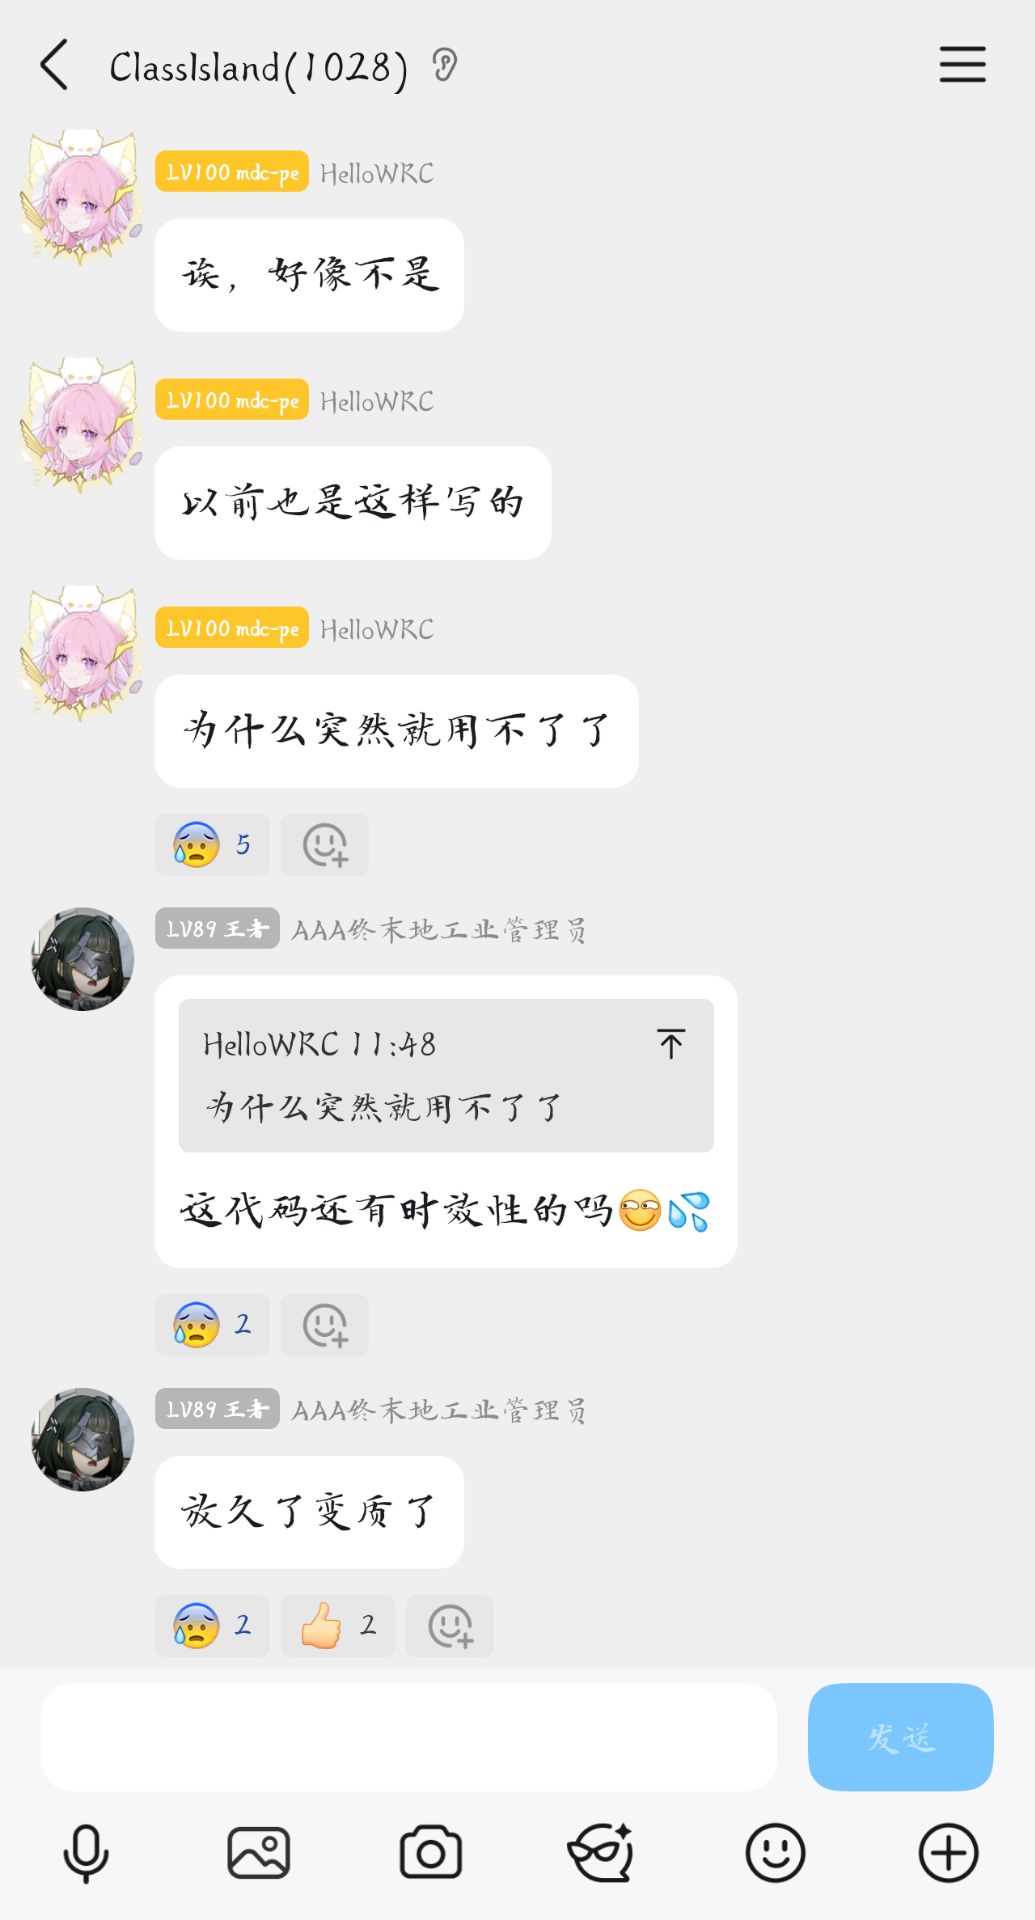 ClassIsland(1028)
LV100 mdc-pe HelloWRC
诶，好像不是
LV100 mdc-pe HelloWRC
以前也是这样写的
LV100 mdc-pe HelloWRC
为什么突然就用不了了
5
LV89 王者 AAA终末地工业管理员
HelloWRC 11:48
为什么突然就用不了了
这代码还有时效性的吗
2
LV89 王者 AAA终末地工业管理员
放久了变质了
2 2
发送